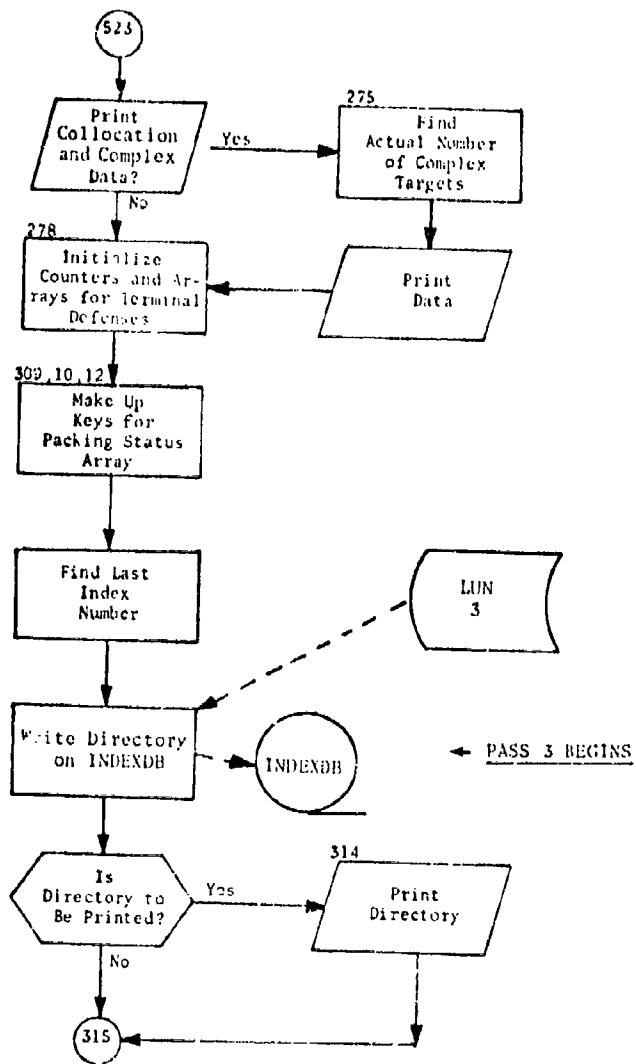 523
Print
Collocation
and Complex
Data?
Yes
No
275
Find
Actual Number
of Complex
Targets
Print
Data
278
Initialize
Counters and Ar-
rays for Terminal
Defenses
309,10,12
Make Up
Keys for
Packing Status
Array
Find Last
Index
Number
LUN
3
Write Directory
on INDEXDB
INDEXDB
PASS 3 BEGINS
Is
Directory to
Be Printed?
Yes
No
314
Print
Directory
315